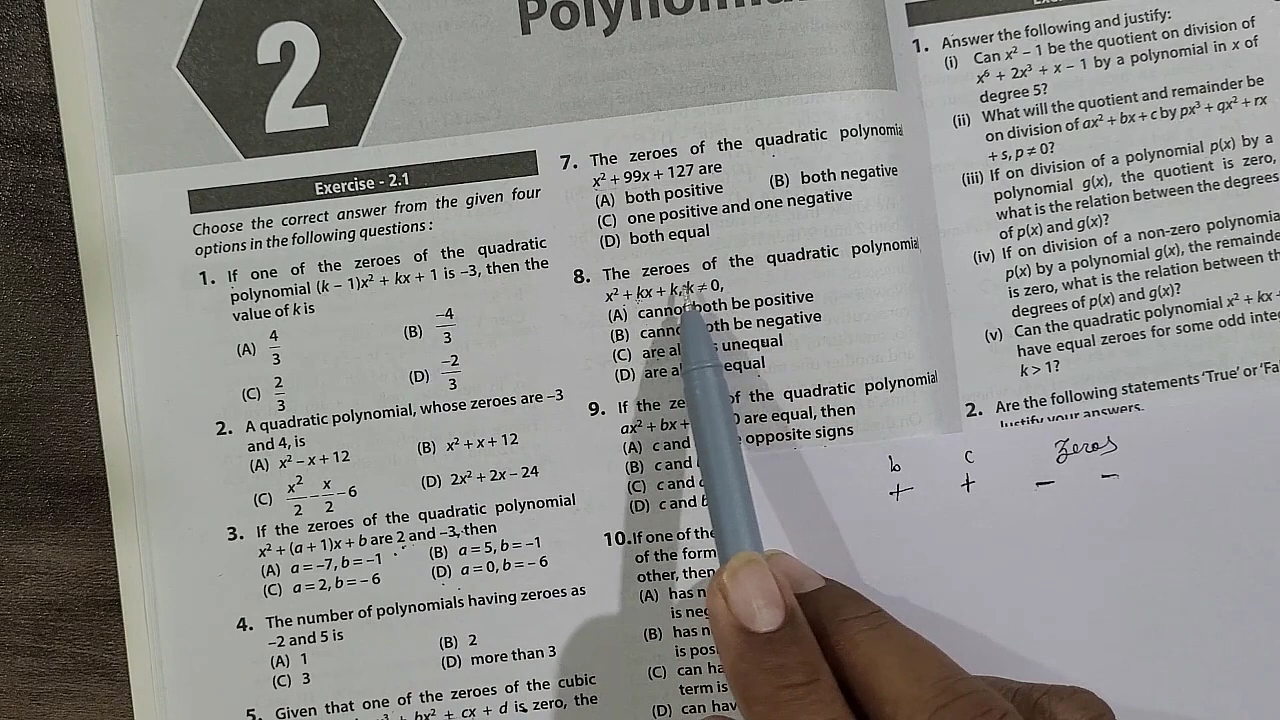 2
Exercise - 2.1
Choose the correct answer from the given four
options in the following questions :
1. If one of the zeroes of the quadratic
polynomial (k – 1)x² + kx + 1 is –3, then the
value of k is
(A) 4/3 (B) –4/3
(C) 2/3 (D) –2/3
2. A quadratic polynomial, whose zeroes are –3
and 4, is
(A) x² – x + 12 (B) x² + x + 12
(C) x²/2 – x/2 – 6 (D) 2x² + 2x – 24
3. If the zeroes of the quadratic polynomial
x² + (a + 1)x + b are 2 and –3, then
(A) a = –7, b = –1 (B) a = 5, b = –1
(C) a = 2, b = – 6 (D) a = 0, b = – 6
4. The number of polynomials having zeroes as
–2 and 5 is
(A) 1 (B) 2
(C) 3 (D) more than 3
5. Given that one of the zeroes of the cubic
+ bx² + cx + d is zero, the
7. The zeroes of the quadratic polynomial
x² + 99x + 127 are
(A) both positive (B) both negative
(C) one positive and one negative
(D) both equal
8. The zeroes of the quadratic polynomial
x² + kx + k, k ≠ 0,
(A) cannot both be positive
(B) both be negative
(C) are unequal
(D) are equal
9. If the of the quadratic polynomial
ax² + bx + are equal, then
(A) c and opposite signs
(B) c and
(C) c and
(D) c and
10. If one of the
of the form
other, then
(A) has
is
(B) has
is
(C) can
term is
(D) can
1. Answer the following and justify:
(i) Can x² – 1 be the quotient on division of
x⁶ + 2x³ + x – 1 by a polynomial in x of
degree 5?
(ii) What will the quotient and remainder be
on division of ax² + bx + c by px³ + qx² + rx
+ s, p ≠ 0?
(iii) If on division of a polynomial p(x) by a
polynomial g(x), the quotient is zero,
what is the relation between the degrees
of p(x) and g(x)?
(iv) If on division of a non-zero polynomial
p(x) by a polynomial g(x), the remainde
is zero, what is the relation between th
degrees of p(x) and g(x)?
(v) Can the quadratic polynomial x² + kx +
have equal zeroes for some odd inte
k > 1?
2. Are the following statements 'True' or 'Fa
Justify your answers.
b c Zeros
+ + – –